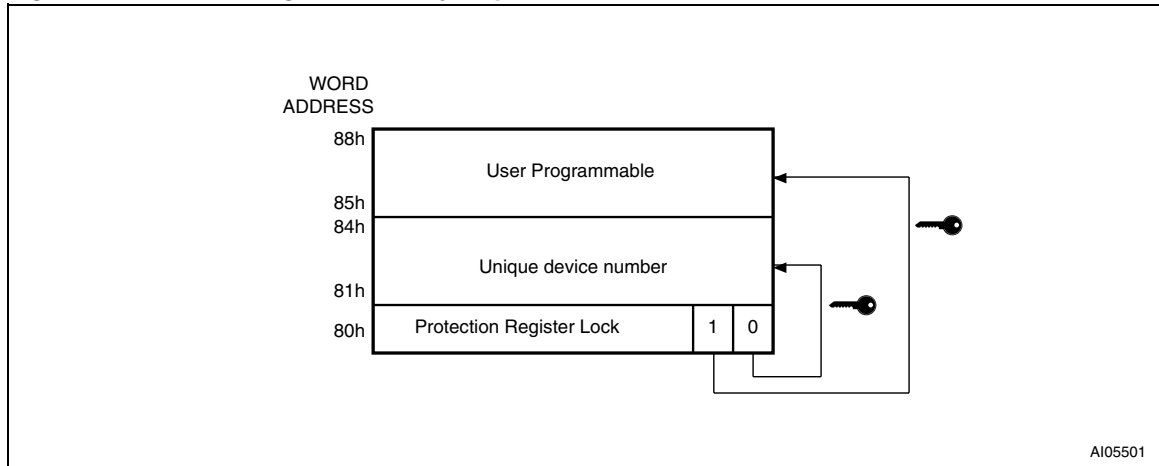 WORD
ADDRESS
88h
User Programmable
85h
84h
Unique device number
81h
80h
Protection Register Lock
1
0
AI05501